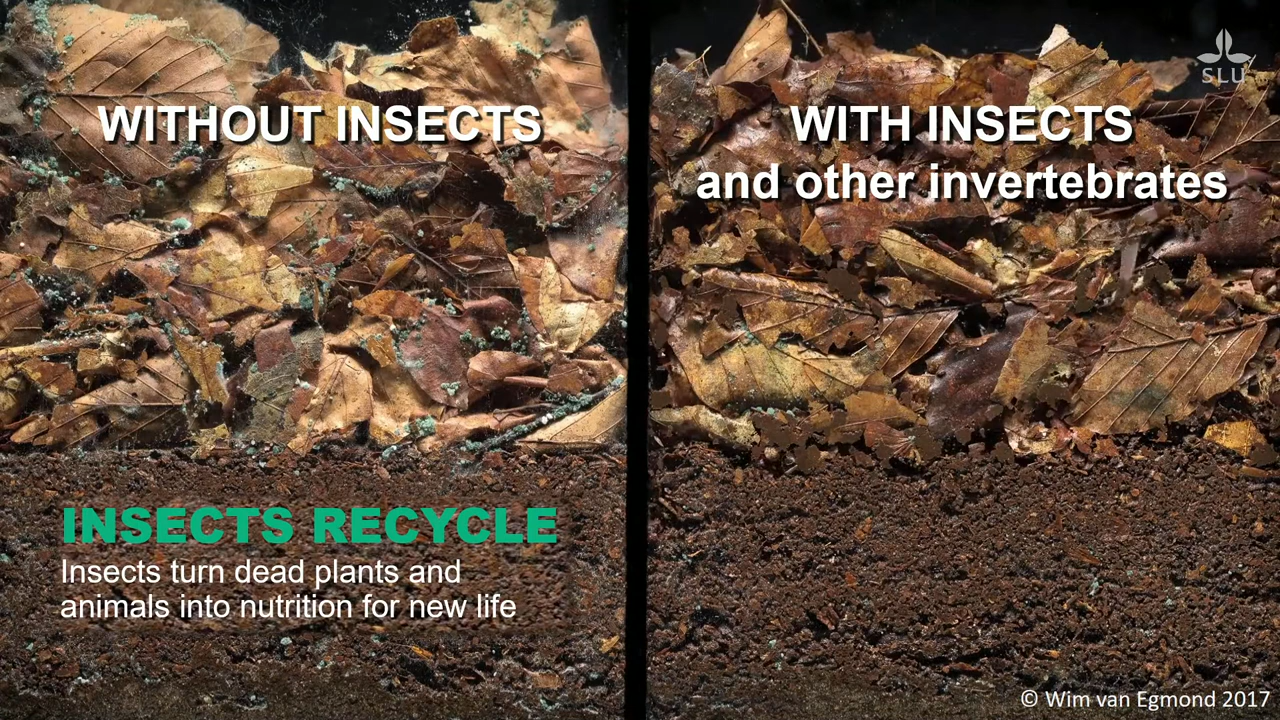 WITHOUT INSECTS
WITH INSECTS
and other invertebrates
SLU
INSECTS RECYCLE
Insects turn dead plants and
animals into nutrition for new life
© Wim van Egmond 2017